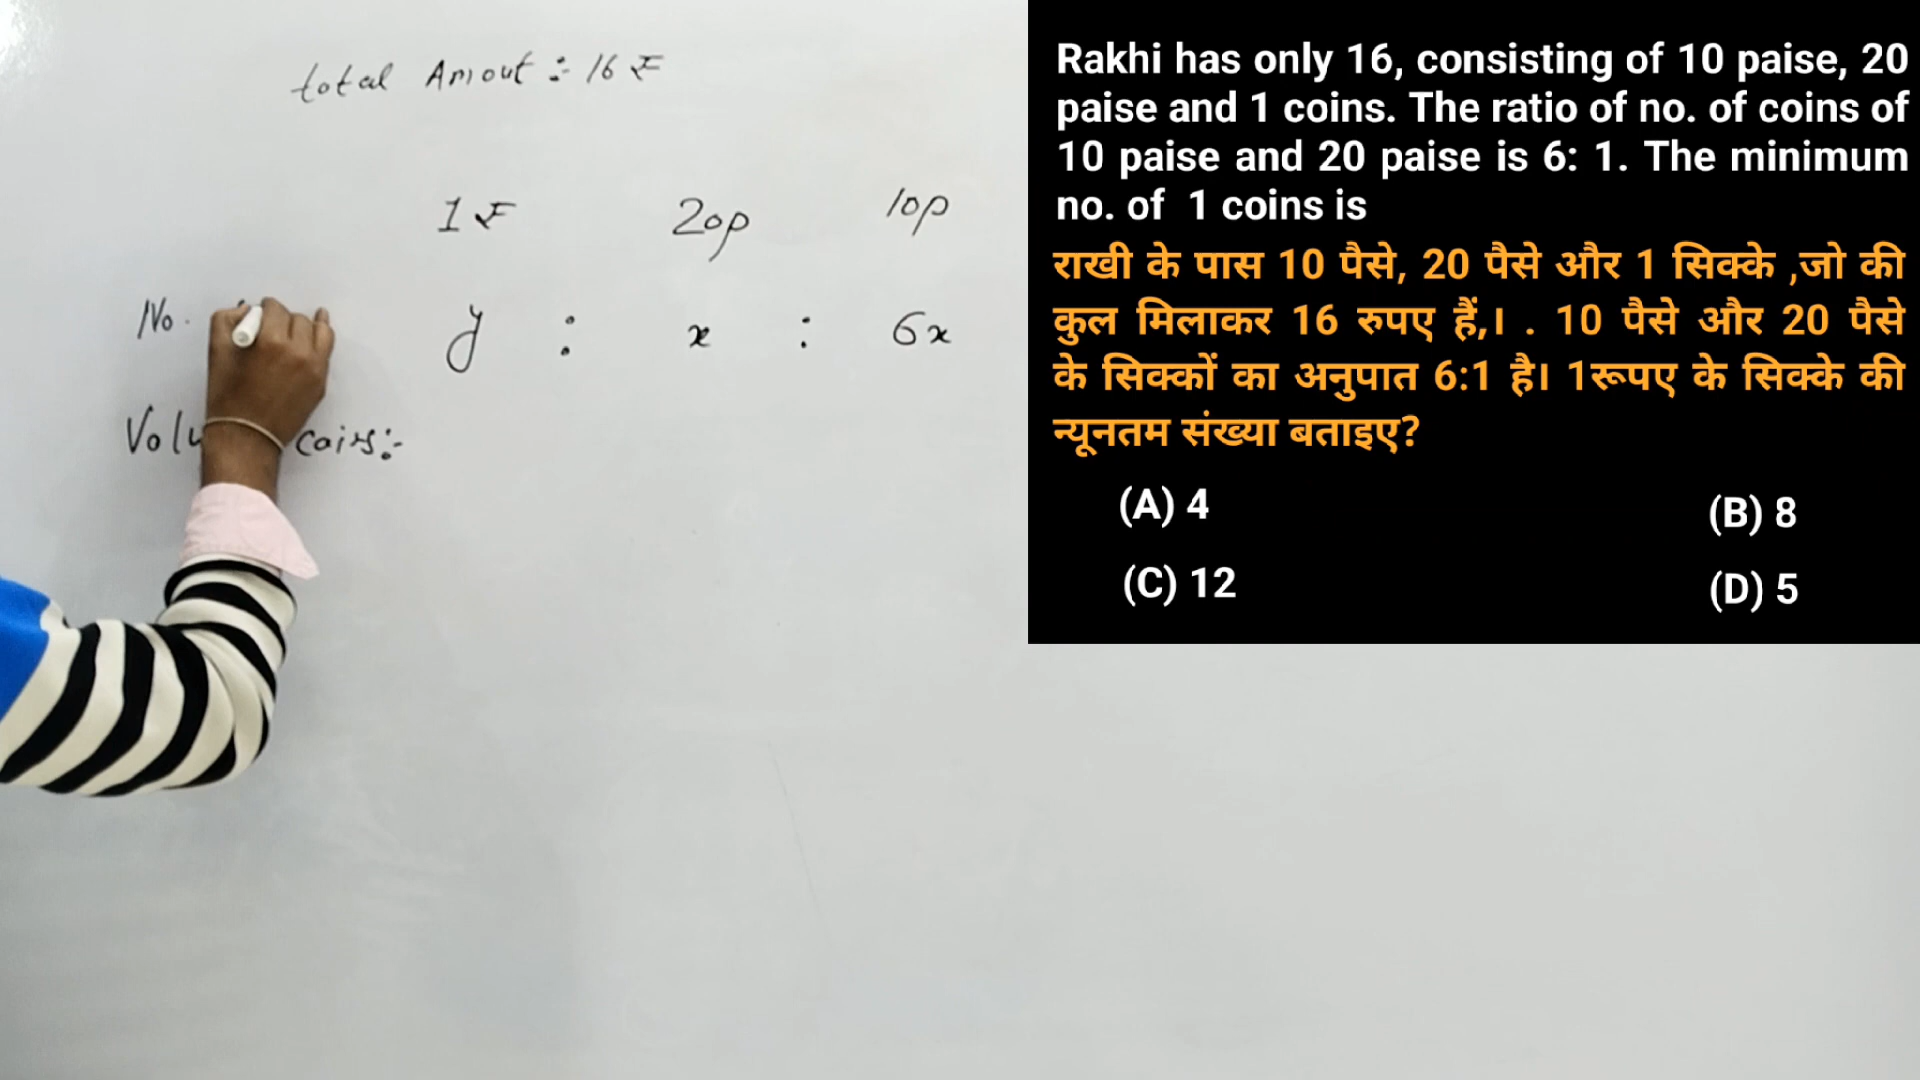 total Amout :- 16 ₹
1 ₹ 20p 10p
No. y : x : 6x
coins:-
Rakhi has only 16, consisting of 10 paise, 20
paise and 1 coins. The ratio of no. of coins of
10 paise and 20 paise is 6: 1. The minimum
no. of 1 coins is
राखी के पास 10 पैसे, 20 पैसे और 1 सिक्के ,जो की
कुल मिलाकर 16 रुपए हैं,। . 10 पैसे और 20 पैसे
के सिक्कों का अनुपात 6:1 है। 1रूपए के सिक्के की
न्यूनतम संख्या बताइए?
(A) 4 (B) 8
(C) 12 (D) 5